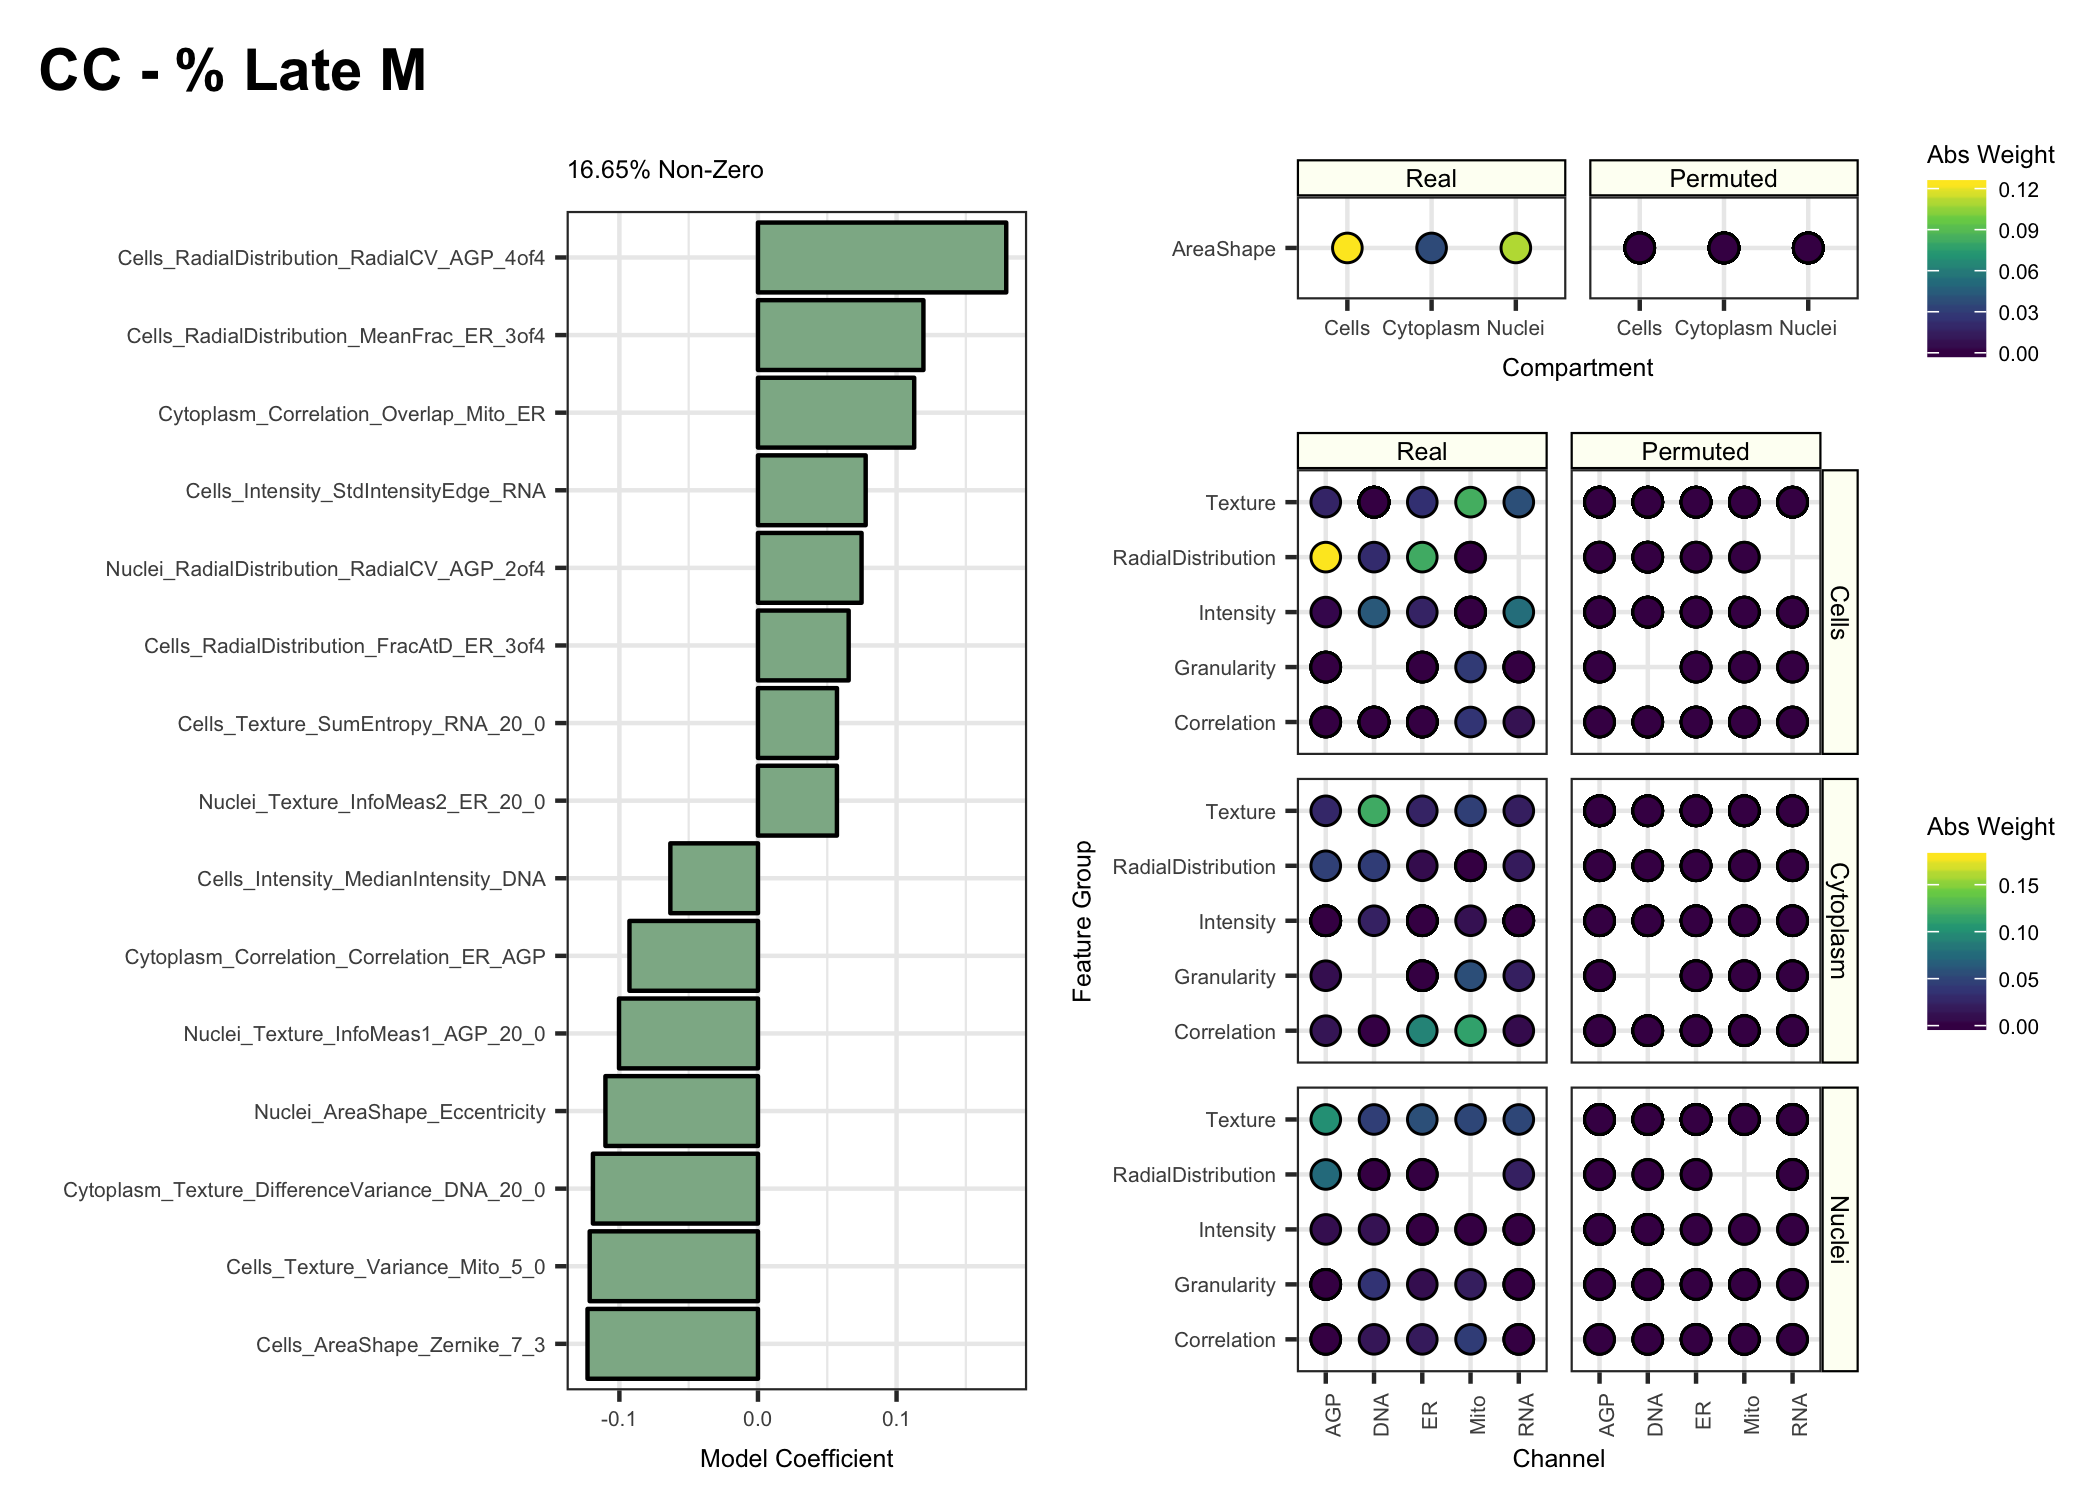 CC - % Late M
16.65% Non-Zero
Cells_RadialDistribution_RadialCV_AGP_4of4
Cells_RadialDistribution_MeanFrac_ER_3of4
Cytoplasm_Correlation_Overlap_Mito_ER
Cells_Intensity_StdIntensityEdge_RNA
Nuclei_RadialDistribution_RadialCV_AGP_2of4
Cells_RadialDistribution_FracAtD_ER_3of4
Cells_Texture_SumEntropy_RNA_20_0
Nuclei_Texture_InfoMeas2_ER_20_0
Cells_Intensity_MedianIntensity_DNA
Cytoplasm_Correlation_Correlation_ER_AGP
Nuclei_Texture_InfoMeas1_AGP_20_0
Nuclei_AreaShape_Eccentricity
Cytoplasm_Texture_DifferenceVariance_DNA_20_0
Cells_Texture_Variance_Mito_5_0
Cells_AreaShape_Zernike_7_3
-0.1 0.0 0.1
Model Coefficient
Real Permuted
AreaShape
Cells Cytoplasm Nuclei Cells Cytoplasm Nuclei
Compartment
Abs Weight
0.12
0.09
0.06
0.03
0.00
Real Permuted
Feature Group
Texture
RadialDistribution
Intensity
Granularity
Correlation
Cells
Texture
RadialDistribution
Intensity
Granularity
Correlation
Cytoplasm
Texture
RadialDistribution
Intensity
Granularity
Correlation
Nuclei
AGP DNA ER Mito RNA AGP DNA ER Mito RNA
Channel
Abs Weight
0.15
0.10
0.05
0.00